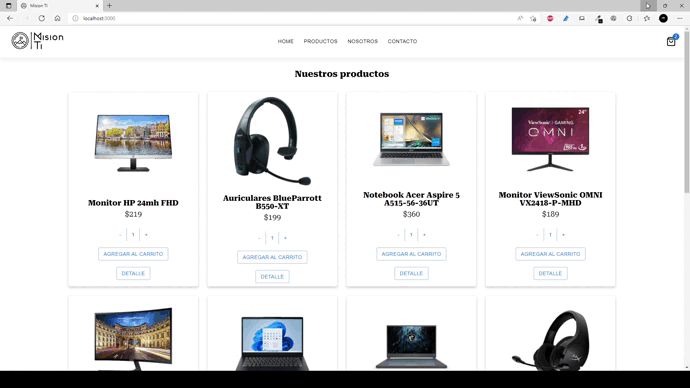 Mision Ti
localhost:3000
Mision
Ti
HOME PRODUCTOS NOSOTROS CONTACTO
2
Nuestros productos
Monitor HP 24mh FHD
$219
- 1 +
AGREGAR AL CARRITO
DETALLE
Auriculares BlueParrott
B550-XT
$199
- 1 +
AGREGAR AL CARRITO
DETALLE
Notebook Acer Aspire 5
A515-56-36UT
$360
- 1 +
AGREGAR AL CARRITO
DETALLE
24"
ViewSonic GAMING
OMNI
Monitor ViewSonic OMNI
VX2418-P-MHD
$189
- 1 +
AGREGAR AL CARRITO
DETALLE